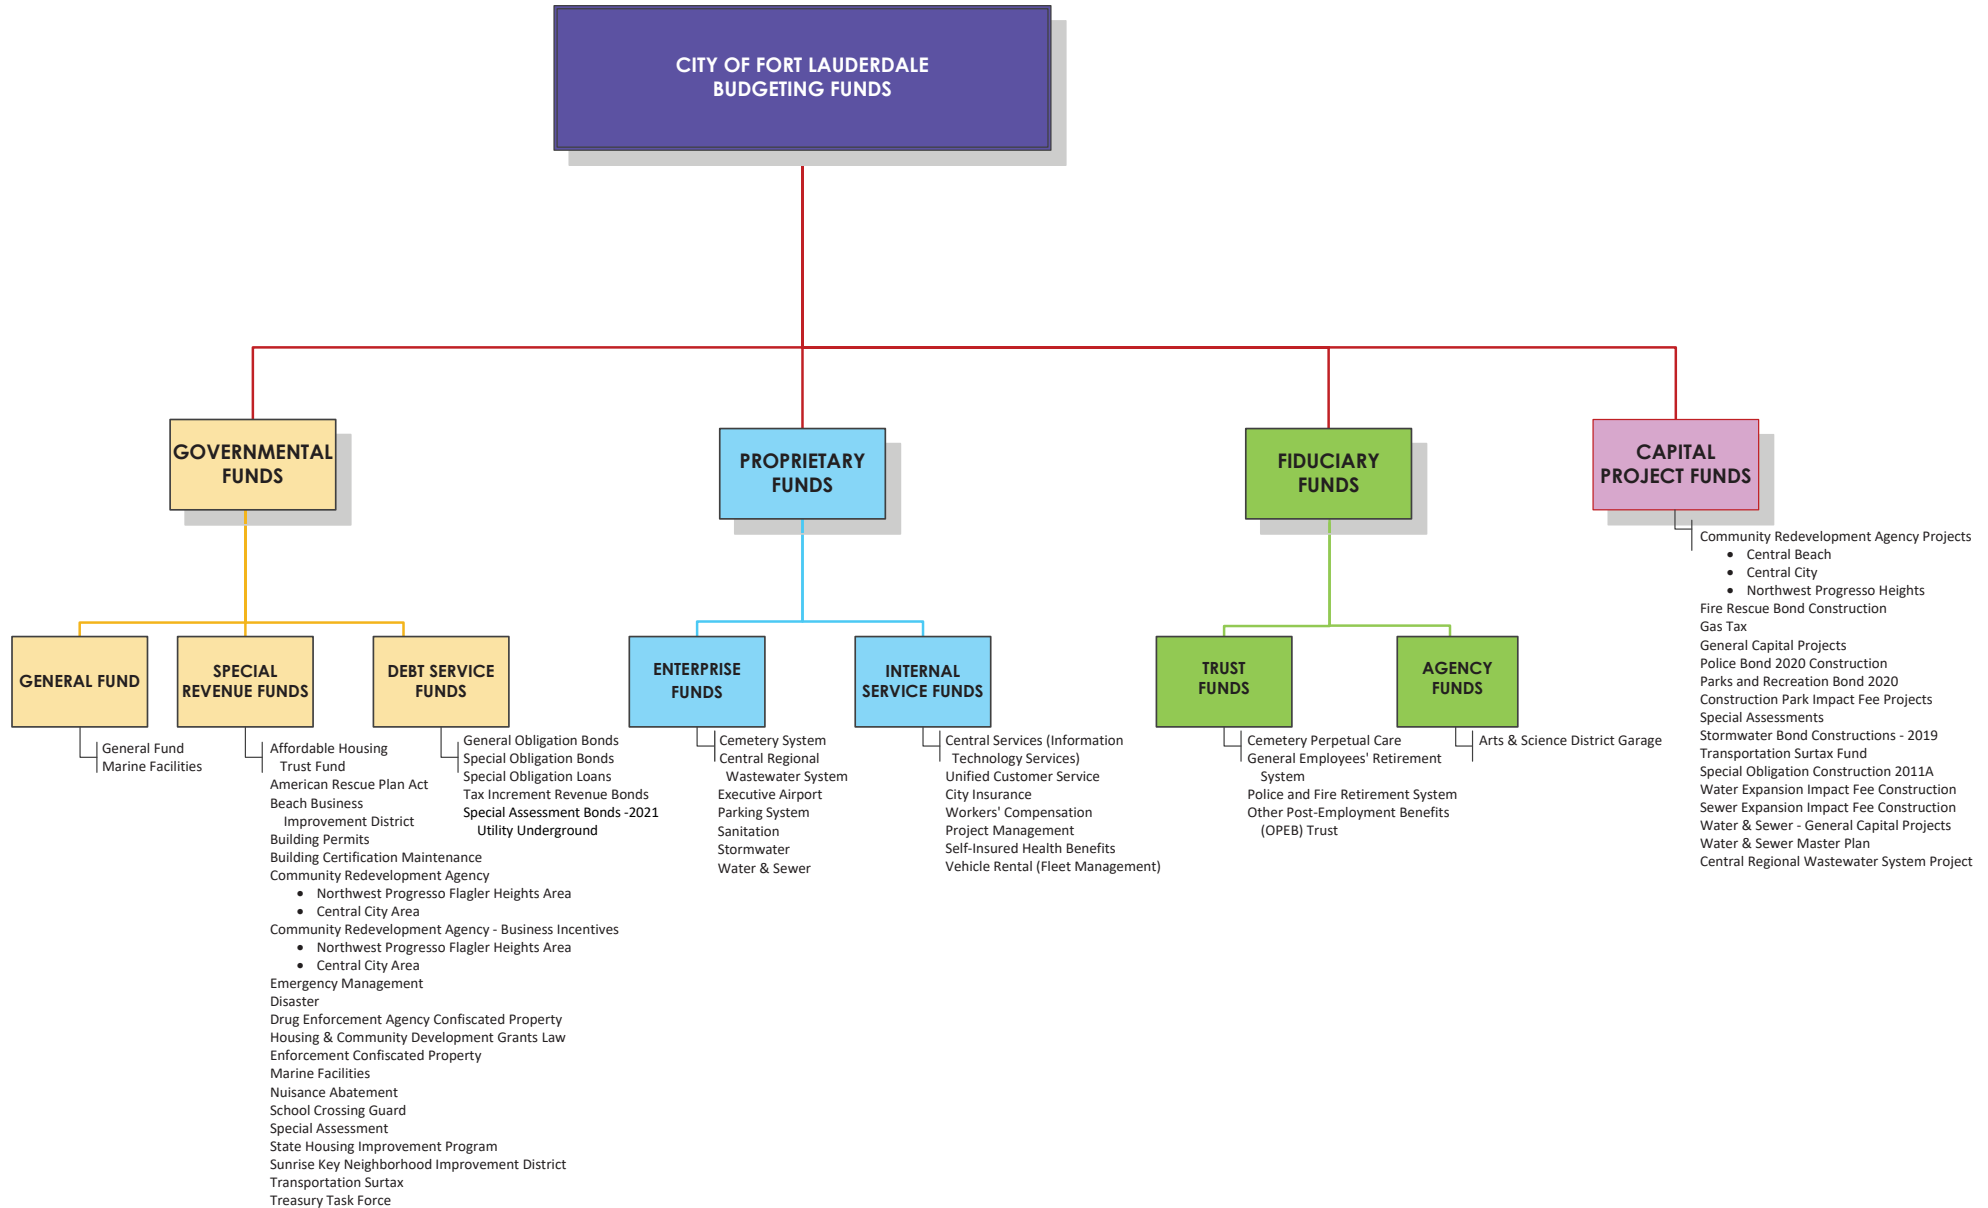 CITY OF FORT LAUDERDALE
BUDGETING FUNDS
GOVERNMENTAL
FUNDS
PROPRIETARY
FUNDS
FIDUCIARY
FUNDS
CAPITAL
PROJECT FUNDS
GENERAL FUND
General Fund
Marine Facilities
SPECIAL
REVENUE FUNDS
Affordable Housing
Trust Fund
American Rescue Plan Act
Beach Business
Improvement District
Building Permits
Building Certification Maintenance
Community Redevelopment Agency
• Northwest Progresso Flagler Heights Area
• Central City Area
Community Redevelopment Agency - Business Incentives
• Northwest Progresso Flagler Heights Area
• Central City Area
Emergency Management
Disaster
Drug Enforcement Agency Confiscated Property
Housing & Community Development Grants Law
Enforcement Confiscated Property
Marine Facilities
Nuisance Abatement
School Crossing Guard
Special Assessment
State Housing Improvement Program
Sunrise Key Neighborhood Improvement District
Transportation Surtax
Treasury Task Force
DEBT SERVICE
FUNDS
General Obligation Bonds
Special Obligation Bonds
Special Obligation Loans
Tax Increment Revenue Bonds
Special Assessment Bonds -2021
Utility Underground
ENTERPRISE
FUNDS
Cemetery System
Central Regional
Wastewater System
Executive Airport
Parking System
Sanitation
Stormwater
Water & Sewer
INTERNAL
SERVICE FUNDS
Central Services (Information
Technology Services)
Unified Customer Service
City Insurance
Workers' Compensation
Project Management
Self-Insured Health Benefits
Vehicle Rental (Fleet Management)
TRUST
FUNDS
Cemetery Perpetual Care
General Employees' Retirement
System
Police and Fire Retirement System
Other Post-Employment Benefits
(OPEB) Trust
AGENCY
FUNDS
Arts & Science District Garage
Community Redevelopment Agency Projects
• Central Beach
• Central City
• Northwest Progresso Heights
Fire Rescue Bond Construction
Gas Tax
General Capital Projects
Police Bond 2020 Construction
Parks and Recreation Bond 2020
Construction Park Impact Fee Projects
Special Assessments
Stormwater Bond Constructions - 2019
Transportation Surtax Fund
Special Obligation Construction 2011A
Water Expansion Impact Fee Construction
Sewer Expansion Impact Fee Construction
Water & Sewer - General Capital Projects
Water & Sewer Master Plan
Central Regional Wastewater System Project